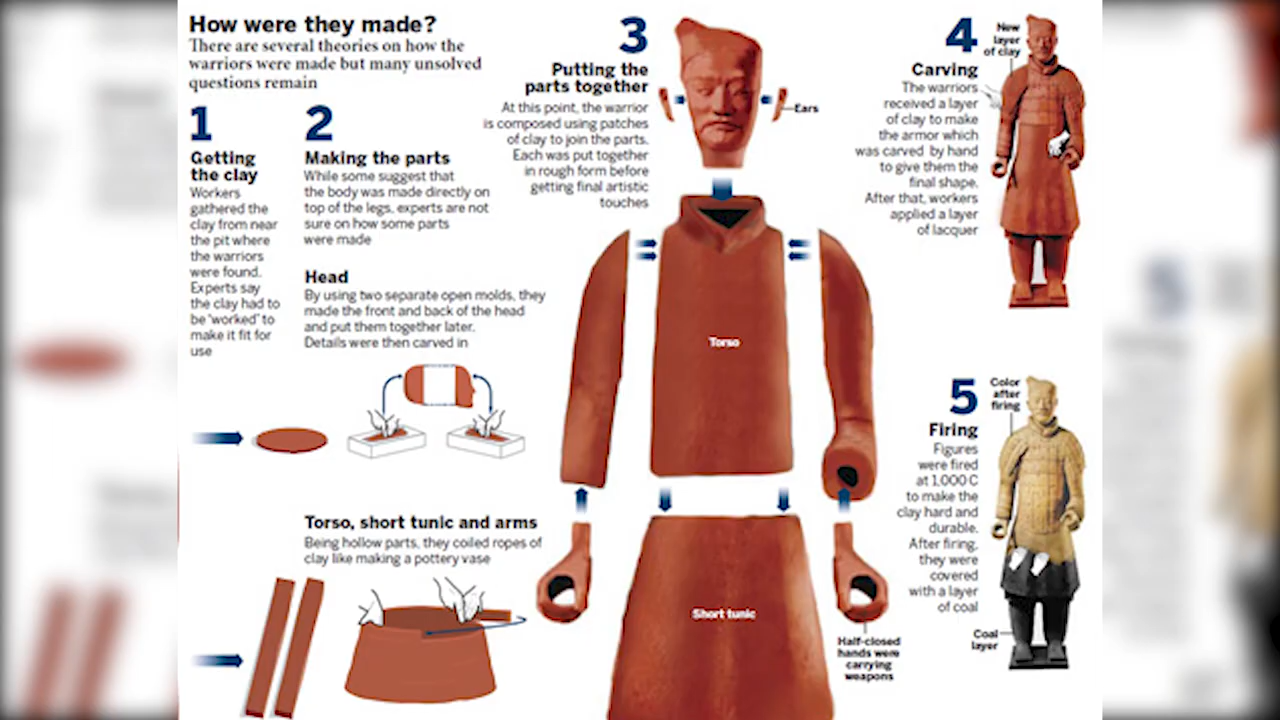 How were they made?
There are several theories on how the
warriors were made but many unsolved
questions remain
1
Getting
the clay
Workers
gathered the
clay from near
the pit where
the warriors
were found.
Experts say
the clay had to
be 'worked' to
make it fit for
use
2
Making the parts
While some suggest that
the body was made directly on
top of the legs, experts are not
sure on how some parts
were made
Head
By using two separate open molds, they
made the front and back of the head
and put them together later.
Details were then carved in
Torso, short tunic and arms
Being hollow parts, they coiled ropes of
clay like making a pottery vase
3
Putting the
parts together
At this point, the warrior
is composed using patches
of clay to join the parts.
Each was put together
in rough form before
getting final artistic
touches
Ears
Torso
Short tunic
Half-closed
hands were
carrying
weapons
4
Carving
The warriors
received a layer
of clay to make
the armor which
was carved by hand
to give them the
final shape.
After that, workers
applied a layer
of lacquer
New
layer
of clay
5
Firing
Figures
were fired
at 1,000 C
to make the
clay hard and
durable.
After firing,
they were
covered
with a layer
of coal
Color
after
firing
Coal
layer